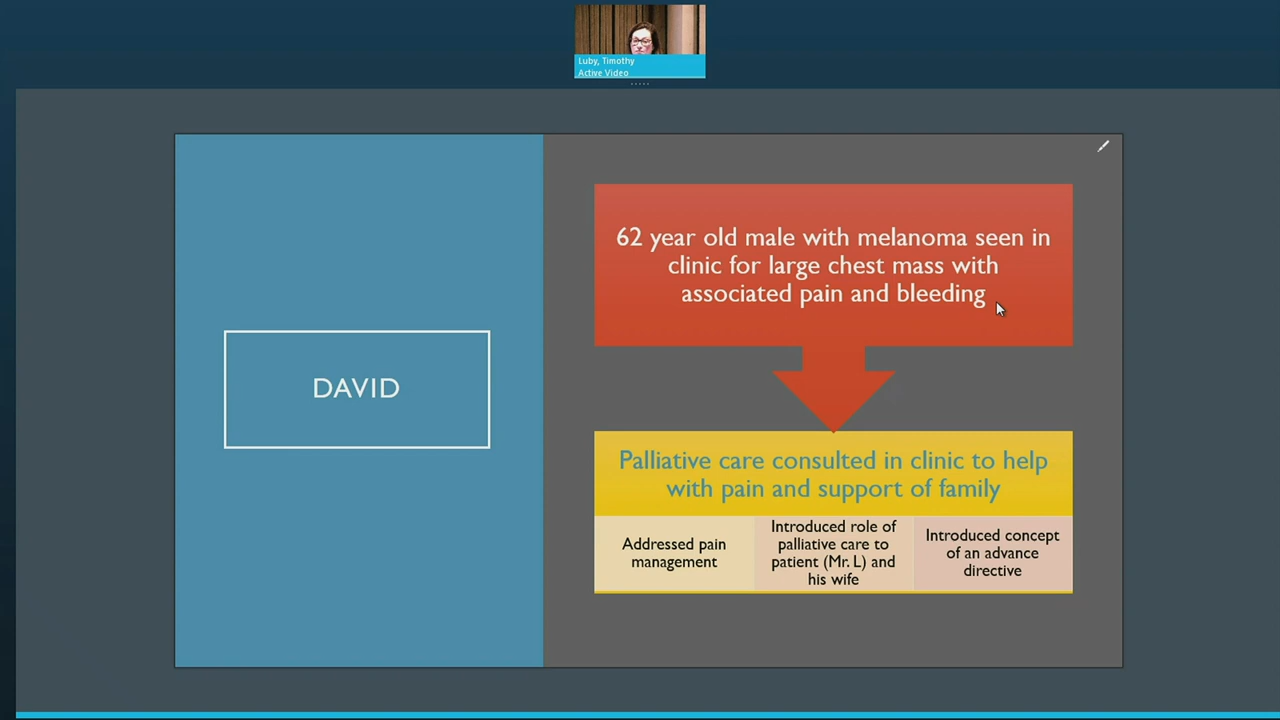 Luby, Timothy
Active Video
DAVID
62 year old male with melanoma seen in
clinic for large chest mass with
associated pain and bleeding
Palliative care consulted in clinic to help
with pain and support of family
Addressed pain
management
Introduced role of
palliative care to
patient (Mr. L) and
his wife
Introduced concept
of an advance
directive